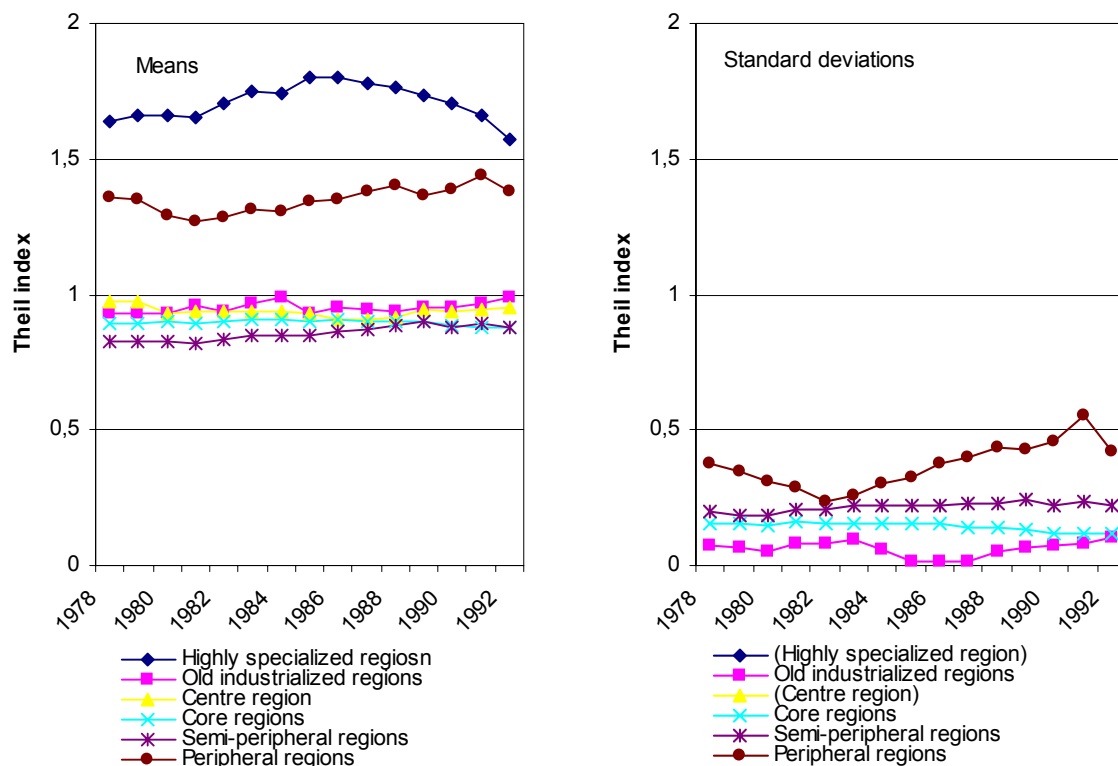 Means
Theil index
2
1,5
1
0,5
0
1978
1980
1982
1984
1986
1988
1990
1992
Highly specialized regiosn
Old industrialized regions
Centre region
Core regions
Semi-peripheral regions
Peripheral regions
Standard deviations
Theil index
2
1,5
1
0,5
0
1978
1980
1982
1984
1986
1988
1990
1992
(Highly specialized region)
Old industrialized regions
(Centre region)
Core regions
Semi-peripheral regions
Peripheral regions